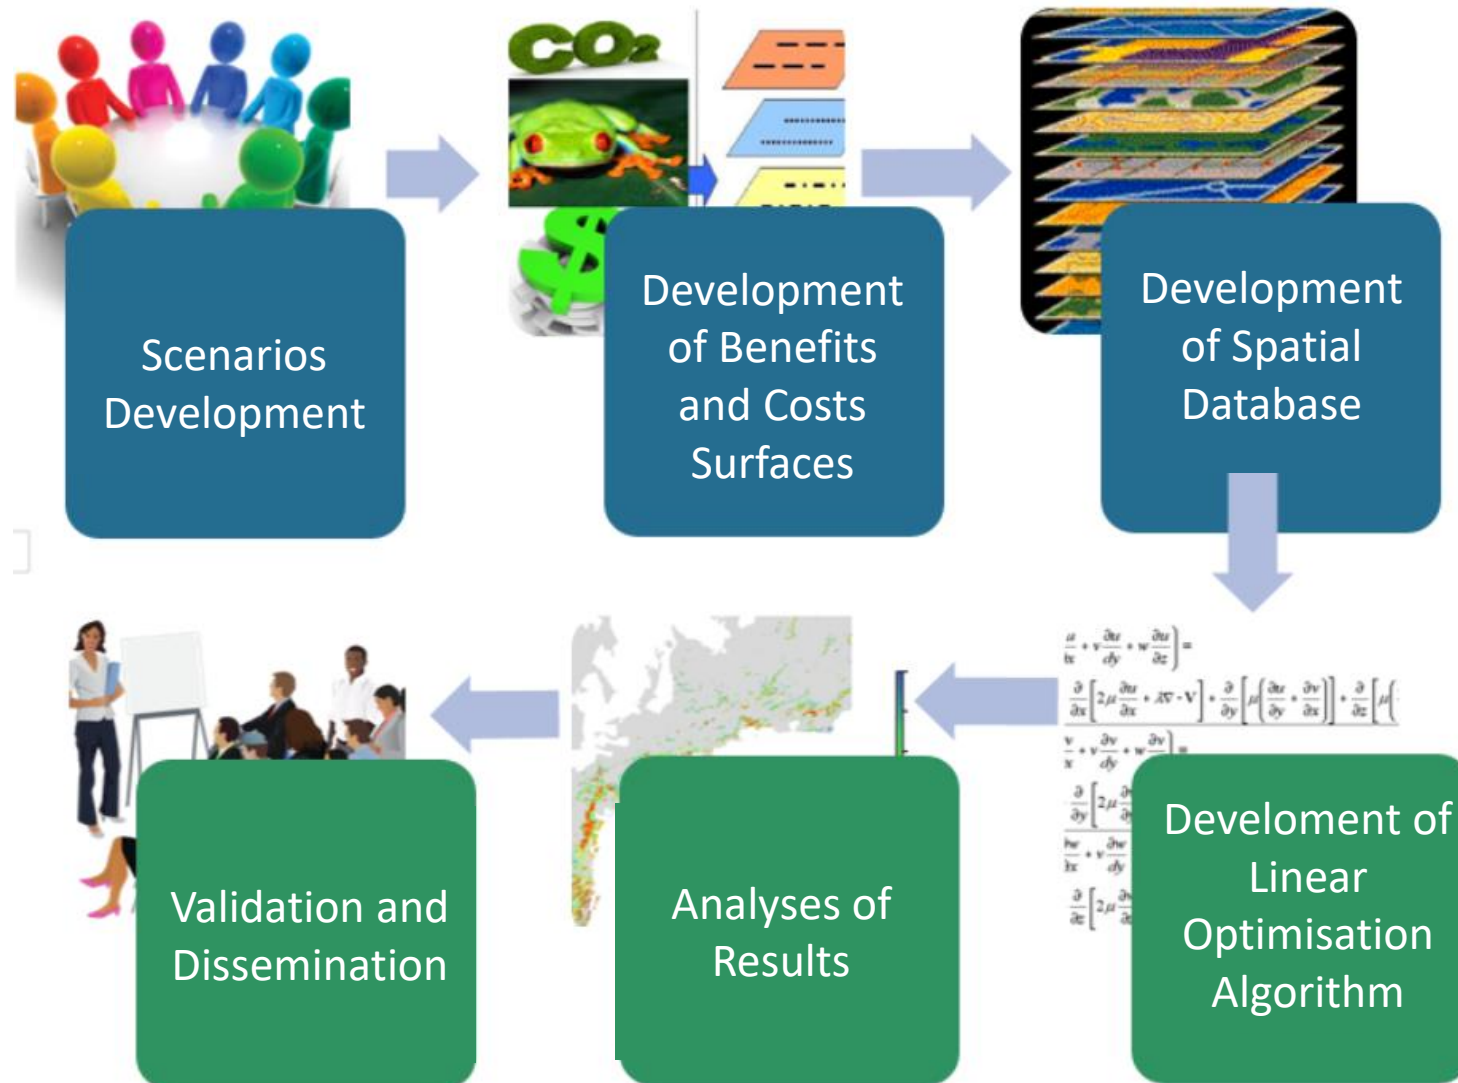 CO₂
$
Scenarios
Development
Development
of Benefits
and Costs
Surfaces
Development
of Spatial
Database
Develoment of
Linear
Optimisation
Algorithm
Analyses of
Results
Validation and
Dissemination